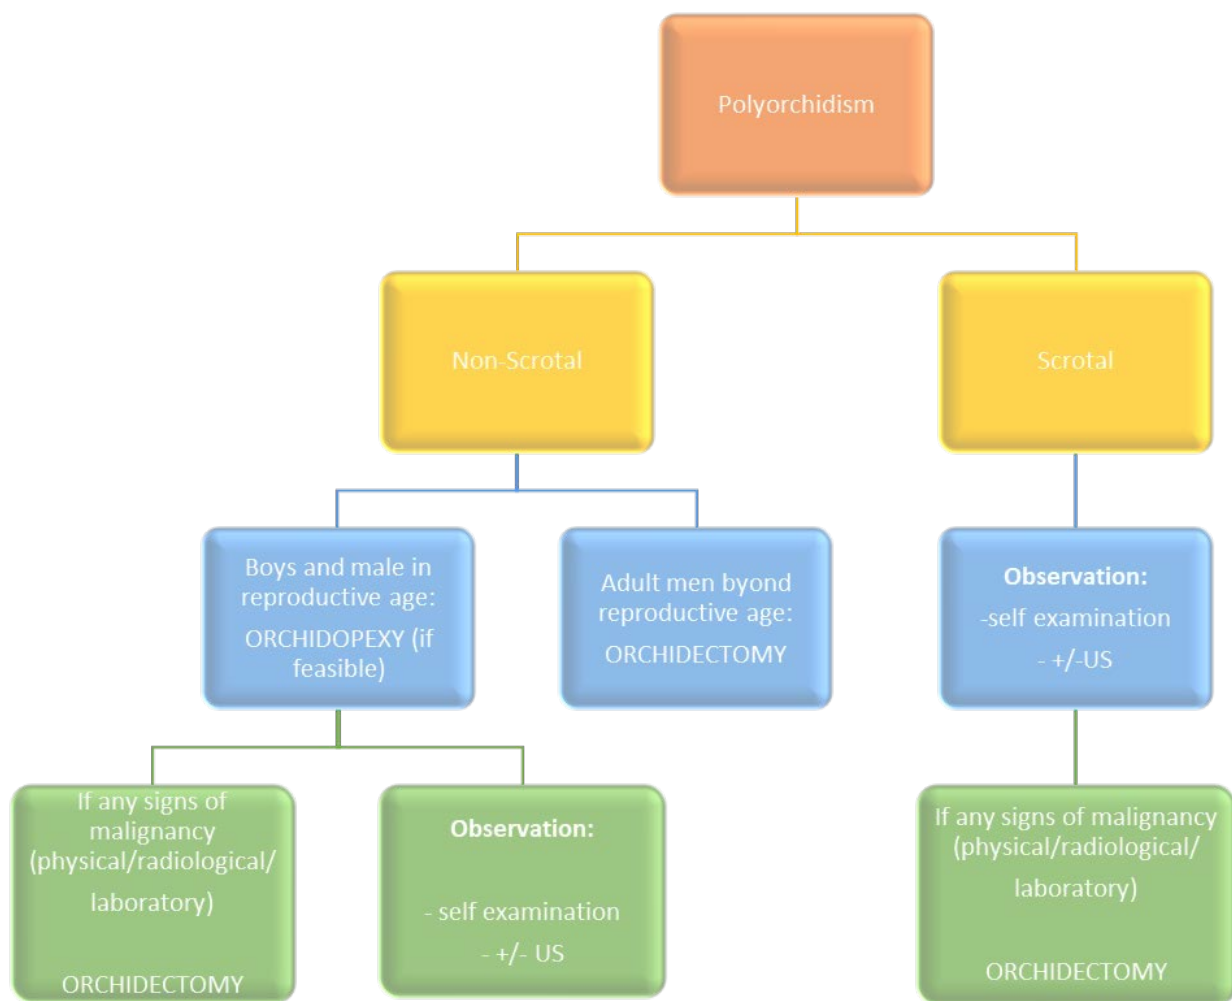 Polyorchidism
Non-Scrotal
Scrotal
Boys and male in
reproductive age:
ORCHIDOPEXY (if
feasible)
Adult men byond
reproductive age:
ORCHIDECTOMY
Observation:
-self examination
- +/-US
If any signs of
malignancy
(physical/radiological/
laboratory)
ORCHIDECTOMY
Observation:
- self examination
- +/- US
If any signs of malignancy
(physical/radiological/
laboratory)
ORCHIDECTOMY